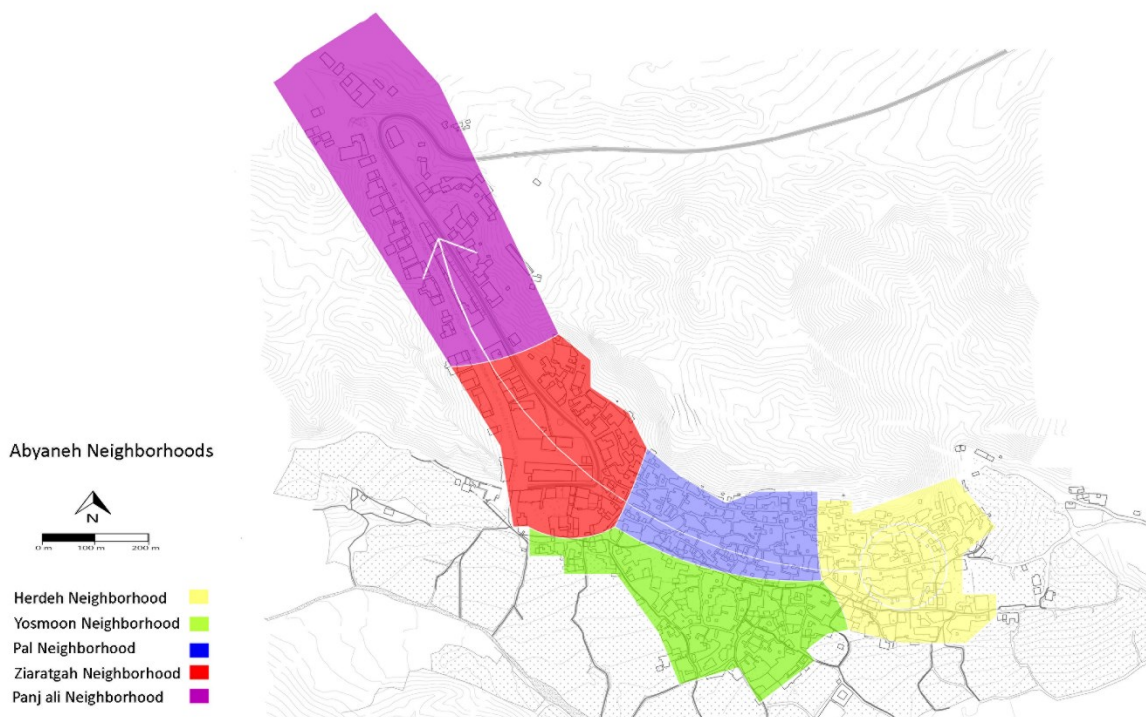 Abyaneh Neighborhoods
N
0 m 100 m 200 m
Herdeh Neighborhood
Yosmoon Neighborhood
Pal Neighborhood
Ziaratgah Neighborhood
Panj ali Neighborhood